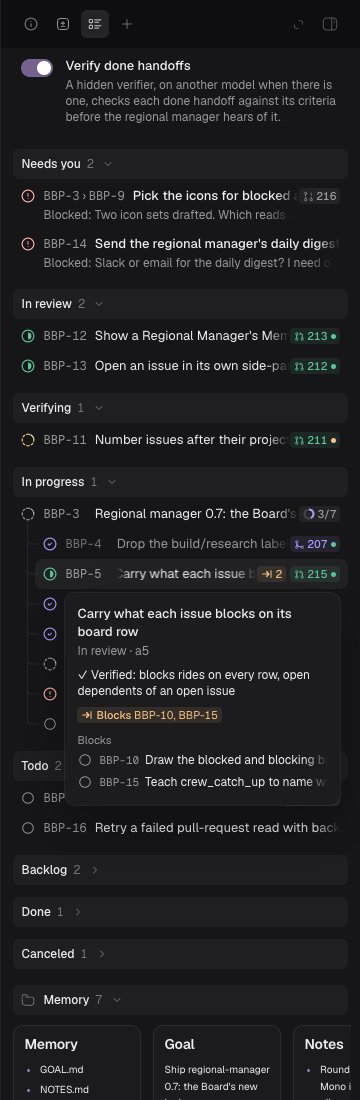 Verify done handoffs
A hidden verifier, on another model when there is
one, checks each done handoff against its criteria
before the regional manager hears of it.
Needs you 2
BBP-3 › BBP-9 Pick the icons for blocked 216
Blocked: Two icon sets drafted. Which reads
BBP-14 Send the regional manager's daily digest
Blocked: Slack or email for the daily digest? I need
In review 2
BBP-12 Show a Regional Manager's 213
BBP-13 Open an issue in its own 212
Verifying 1
BBP-11 Number issues after their project 211
In progress 1
BBP-3 Regional manager 0.7: the Board's 3/7
BBP-4 Drop the build/research 207
BBP-5 Carry what each issue 2 215
Carry what each issue blocks on its
board row
In review · a5
✓ Verified: blocks rides on every row, open
dependents of an open issue
Blocks BBP-10, BBP-15
Blocks
BBP-10 Draw the blocked and blocking
BBP-15 Teach crew_catch_up to name
Todo 2
BBP
BBP-16 Retry a failed pull-request read with back
Backlog 2
Done 1
Canceled 1
Memory 7
Memory
• GOAL.md
• NOTES.md
Goal
Ship regional-manager
0.7: the Board's new
Notes
• Round
Mono i